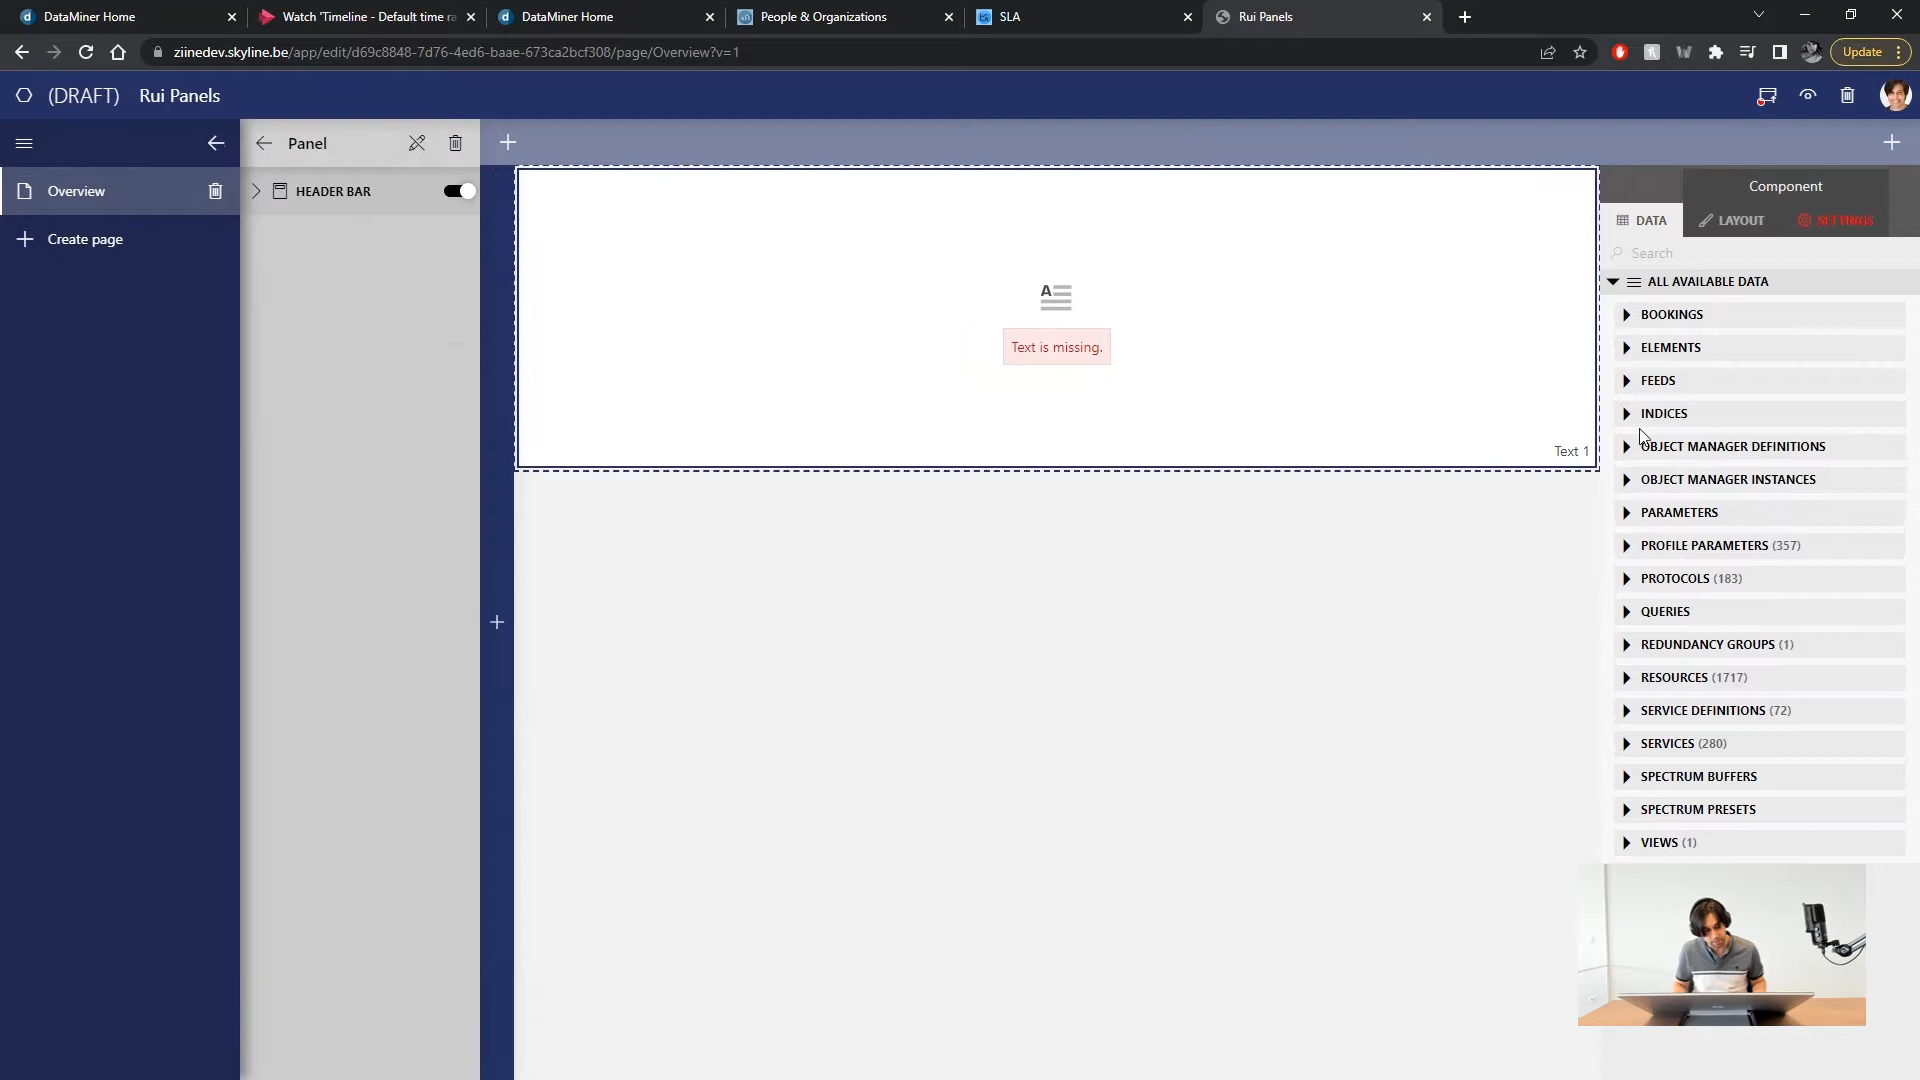 DataMiner Home
Watch 'Timeline - Default time ra
DataMiner Home
People & Organizations
SLA
Rui Panels
ziinedev.skyline.be/app/edit/d69c8848-7d76-4ed6-baae-673ca2bcf308/page/Overview?v=1
Update
(DRAFT) Rui Panels
Panel
Overview
HEADER BAR
Create page
Text is missing.
Text 1
Component
DATA
LAYOUT
SETTINGS
Search
ALL AVAILABLE DATA
BOOKINGS
ELEMENTS
FEEDS
INDICES
OBJECT MANAGER DEFINITIONS
OBJECT MANAGER INSTANCES
PARAMETERS
PROFILE PARAMETERS (357)
PROTOCOLS (183)
QUERIES
REDUNDANCY GROUPS (1)
RESOURCES (1717)
SERVICE DEFINITIONS (72)
SERVICES (280)
SPECTRUM BUFFERS
SPECTRUM PRESETS
VIEWS (1)